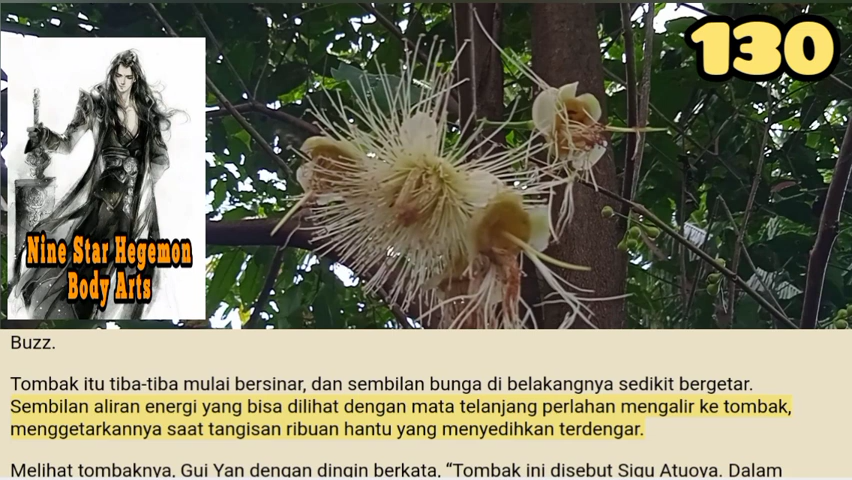 130
Nine Star Hegemon
Body Arts
Buzz.
Tombak itu tiba-tiba mulai bersinar, dan sembilan bunga di belakangnya sedikit bergetar.
Sembilan aliran energi yang bisa dilihat dengan mata telanjang perlahan mengalir ke tombak,
menggetarkannya saat tangisan ribuan hantu yang menyedihkan terdengar.
Melihat tombaknya, Gui Yan dengan dingin berkata, “Tombak ini disebut Sigu Atuoya. Dalam